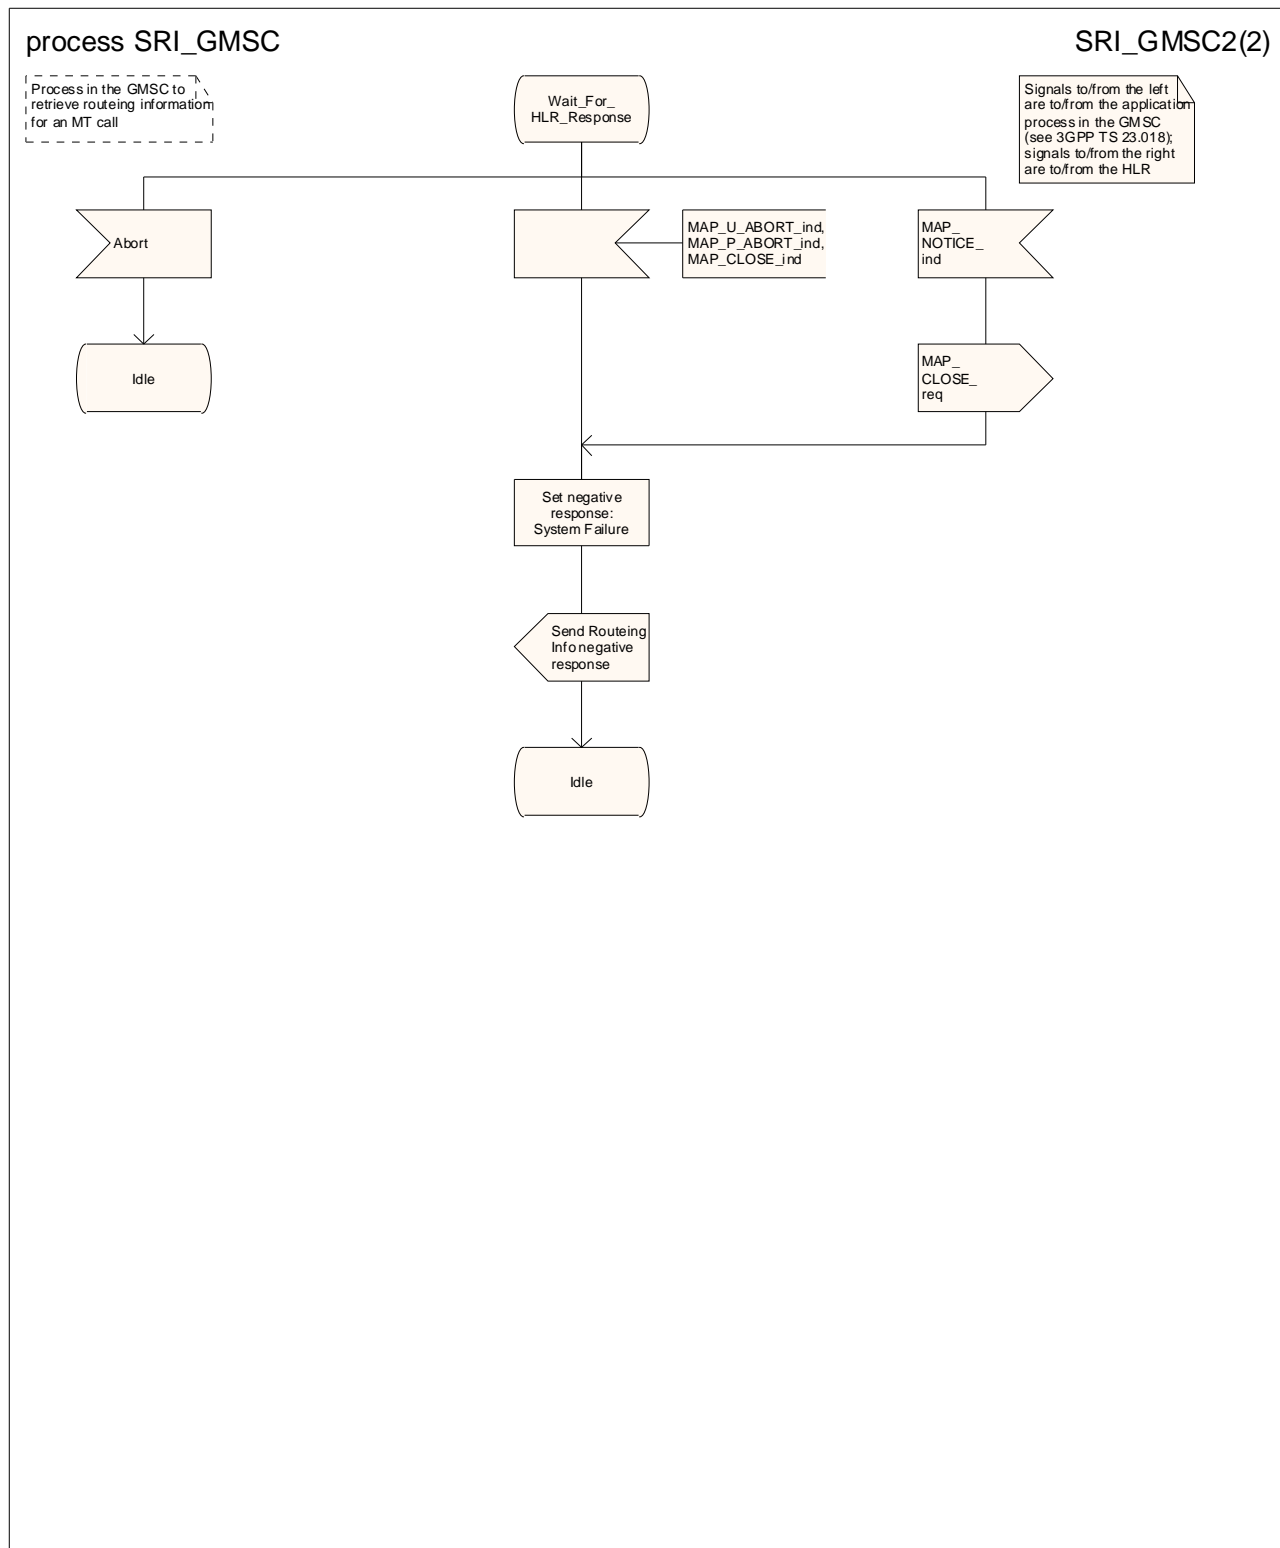 process SRI_GMSC
SRI_GMSC2(2)
Process in the GMSC to
retrieve routeing information
for an MT call
Wait_For_
HLR_Response
Signals to/from the left
are to/from the application
process in the GMSC
(see 3GPP TS 23.018);
signals to/from the right
are to/from the HLR
Abort
MAP_U_ABORT_ind,
MAP_P_ABORT_ind,
MAP_CLOSE_ind
MAP_
NOTICE_
ind
Idle
MAP_
CLOSE_
req
Set negative
response:
System Failure
Send Routeing
Info negative
response
Idle